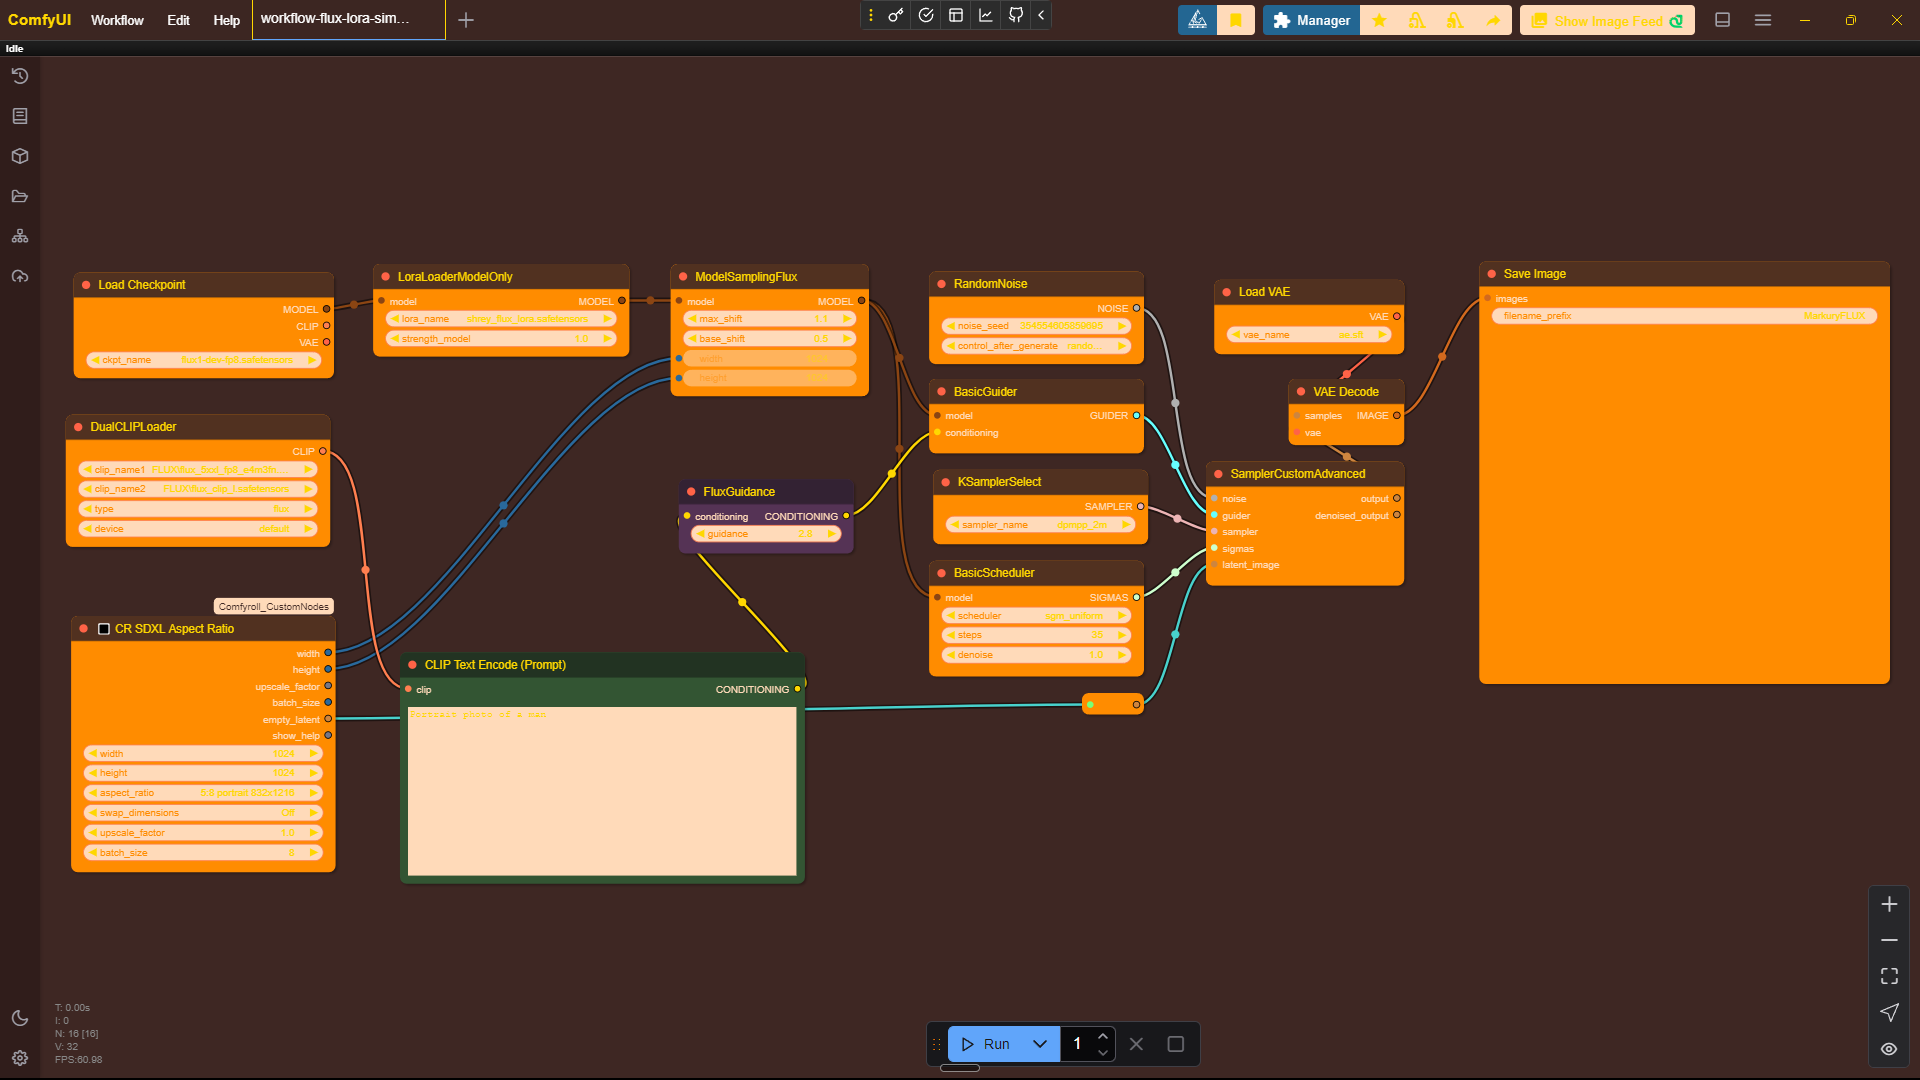 ComfyUI
Workflow
Edit
Help
workflow-flux-lora-sim...
Manager
Show Image Feed
Idle
Load Checkpoint
MODEL
CLIP
VAE
ckpt_name flux1-dev-fp8.safetensors
LoraLoaderModelOnly
model MODEL
lora_name shrey_flux_lora.safetensors
strength_model 1.0
ModelSamplingFlux
model MODEL
max_shift 1.1
base_shift 0.5
width
height
RandomNoise
NOISE
noise_seed
control_after_generate rando...
Load VAE
VAE
vae_name ae.sft
Save Image
images
filename_prefix MarkuryFLUX
DualCLIPLoader
CLIP
clip_name1 FLUX\flux_t5xxl_fp8_e4m3fn...
clip_name2 FLUX\flux_clip_l.safetensors
type flux
device default
BasicGuider
model GUIDER
conditioning
VAE Decode
samples IMAGE
vae
FluxGuidance
conditioning CONDITIONING
guidance 2.8
KSamplerSelect
SAMPLER
sampler_name dpmpp_2m
SamplerCustomAdvanced
noise output
guider denoised_output
sampler
sigmas
latent_image
BasicScheduler
model SIGMAS
scheduler sgm_uniform
steps 35
denoise 1.0
Comfyroll_CustomNodes
CR SDXL Aspect Ratio
width
height
upscale_factor
batch_size
empty_latent
show_help
width 1024
height 1024
aspect_ratio 5:8 portrait 832x1216
swap_dimensions Off
upscale_factor 1.0
batch_size 8
CLIP Text Encode (Prompt)
clip CONDITIONING
Portrait photo of a man
T: 0.00s
I: 0
N: 16 [16]
V: 32
FPS:60.98
Run
1